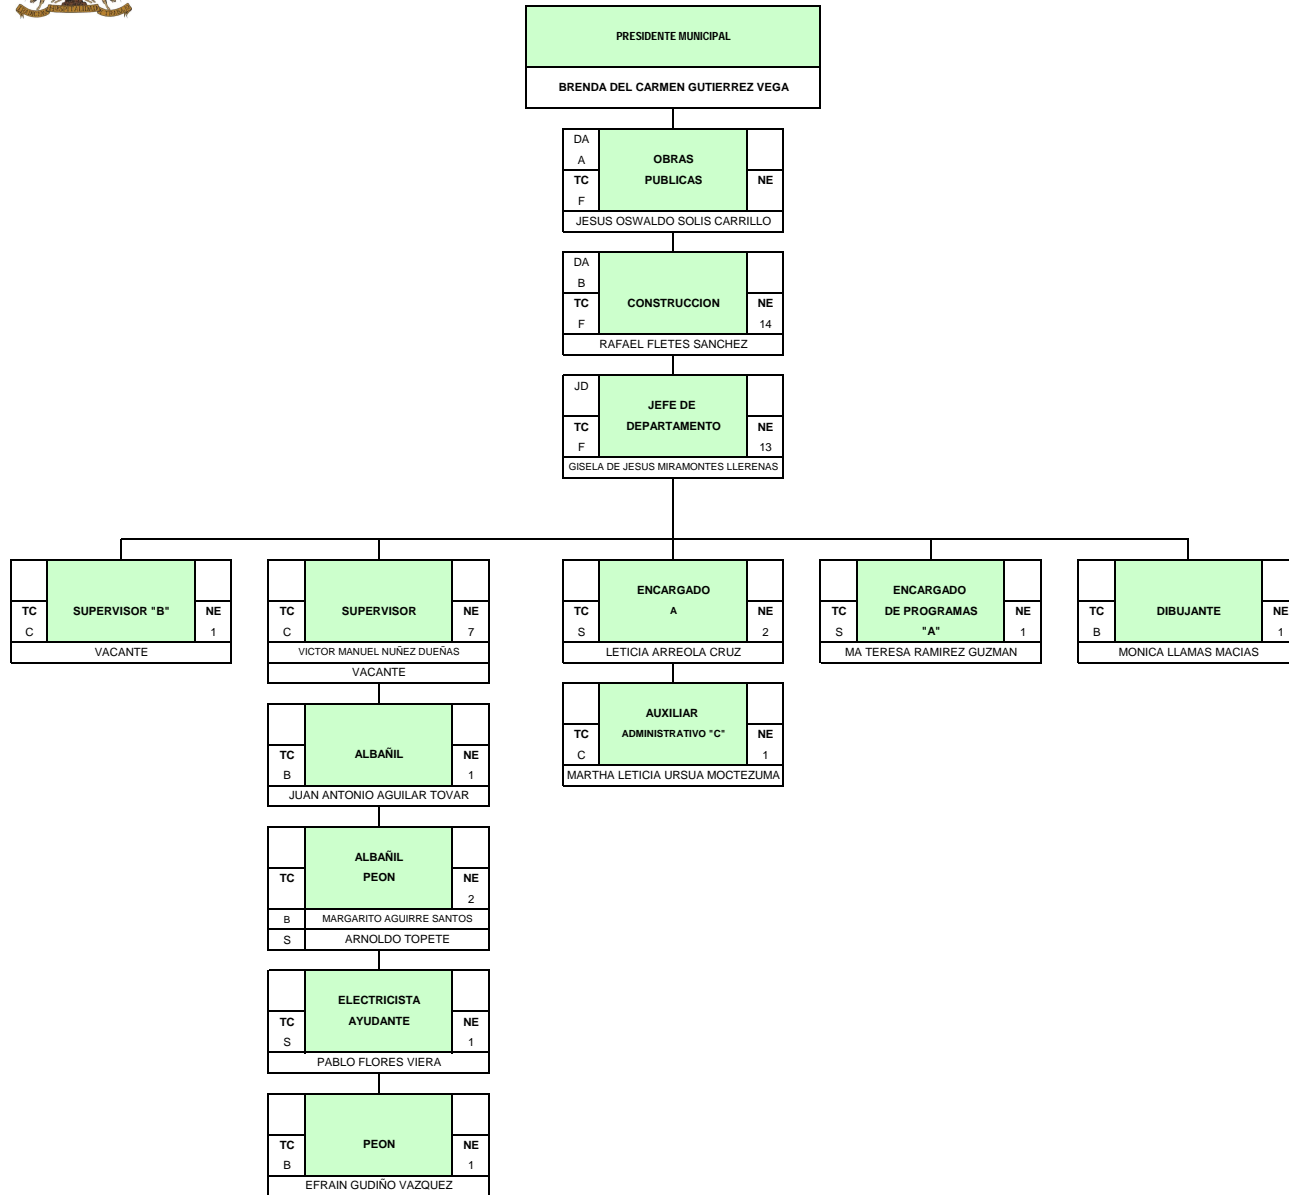 PRESIDENTE MUNICIPAL
BRENDA DEL CARMEN GUTIERREZ VEGA
DA
A
OBRAS
TC
PUBLICAS
NE
F
JESUS OSWALDO SOLIS CARRILLO
DA
B
TC
CONSTRUCCION
NE
F
14
RAFAEL FLETES SANCHEZ
JD
JEFE DE
TC
DEPARTAMENTO
NE
F
13
GISELA DE JESUS MIRAMONTES LLERENAS
TC
SUPERVISOR "B"
NE
C
1
VACANTE
TC
SUPERVISOR
NE
C
7
VICTOR MANUEL NUÑEZ DUEÑAS
VACANTE
TC
ALBAÑIL
NE
B
1
JUAN ANTONIO AGUILAR TOVAR
ALBAÑIL
TC
PEON
NE
2
B
MARGARITO AGUIRRE SANTOS
S
ARNOLDO TOPETE
ELECTRICISTA
TC
AYUDANTE
NE
S
1
PABLO FLORES VIERA
TC
PEON
NE
B
1
EFRAIN GUDIÑO VAZQUEZ
ENCARGADO
TC
A
NE
S
2
LETICIA ARREOLA CRUZ
AUXILIAR
TC
ADMINISTRATIVO "C"
NE
C
1
MARTHA LETICIA URSUA MOCTEZUMA
ENCARGADO
TC
DE PROGRAMAS
NE
S
"A"
1
MA TERESA RAMIREZ GUZMAN
TC
DIBUJANTE
NE
B
1
MONICA LLAMAS MACIAS